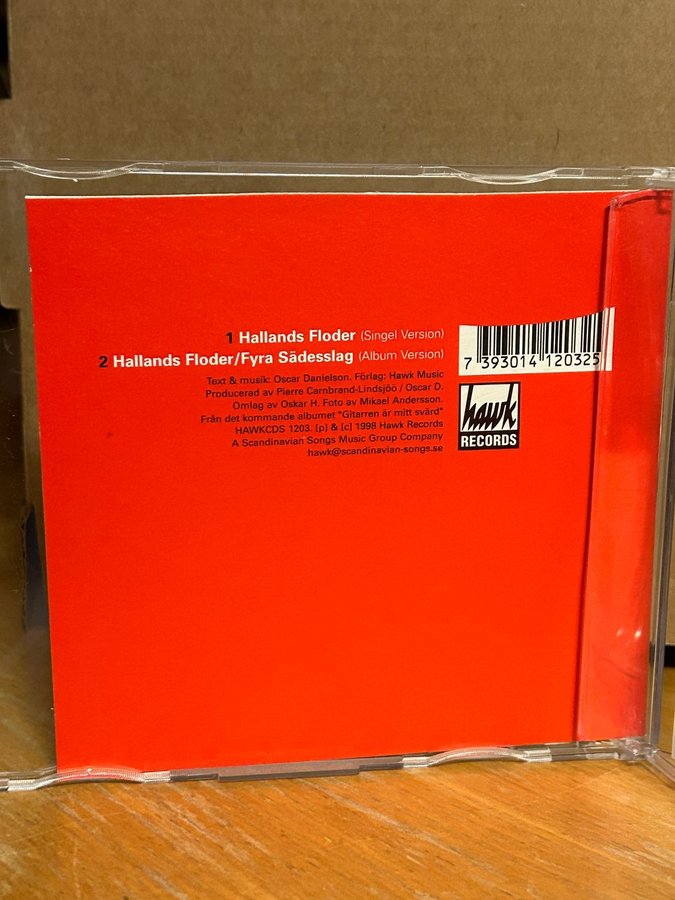 1 Hallands Floder (Singel Version)
2 Hallands Floder/Fyra Sädesslag (Album Version)
Text & musik: Oscar Danielson. Förlag: Hawk Music
Producerad av Pierre Carnbrand-Lindsjöö / Oscar D.
Omlag av Oskar H. Foto av Mikael Andersson.
Från det kommande albumet "Gitarren är mitt svärd"
HAWKCDS 1203. [p] & [c] 1998 Hawk Records
A Scandinavian Songs Music Group Company
hawk@scandinavian-songs.se
7 393014 120325
hawk
RECORDS